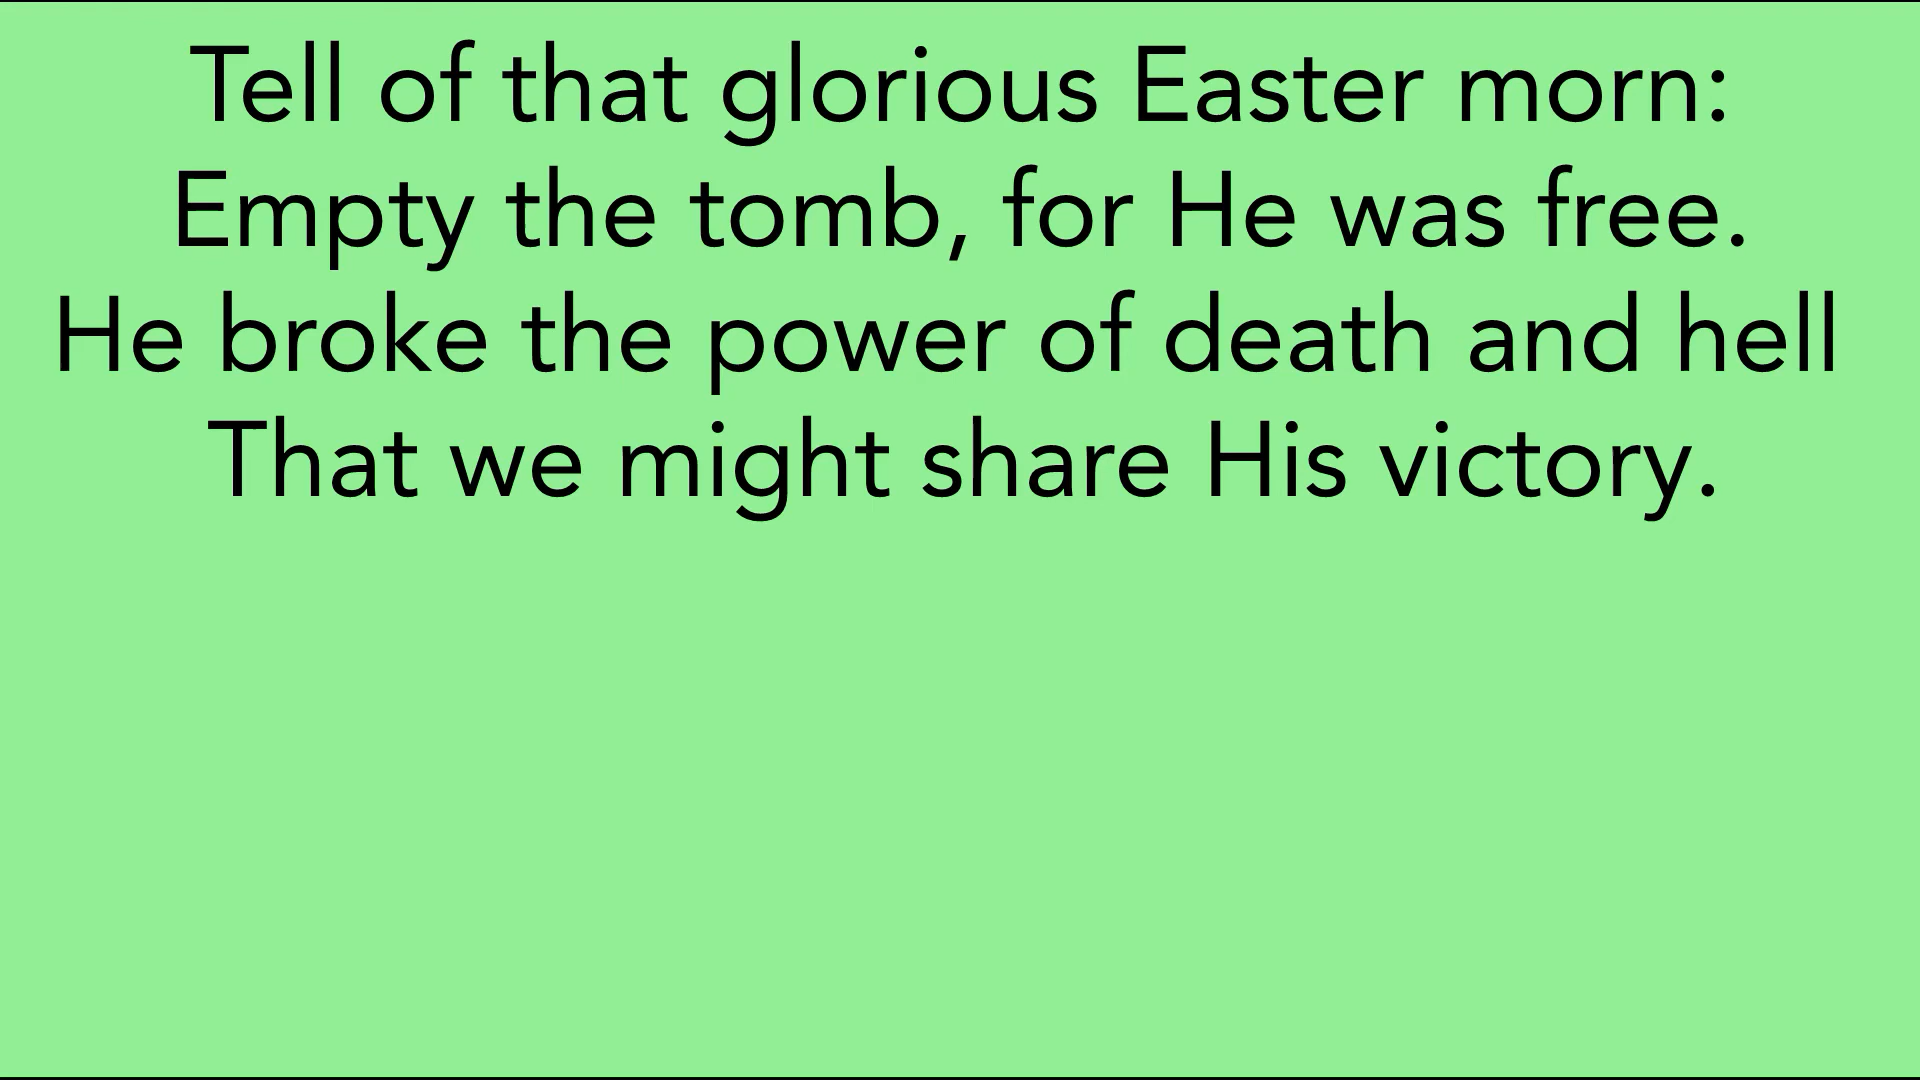 Tell of that glorious Easter morn:
Empty the tomb, for He was free.
He broke the power of death and hell
That we might share His victory.